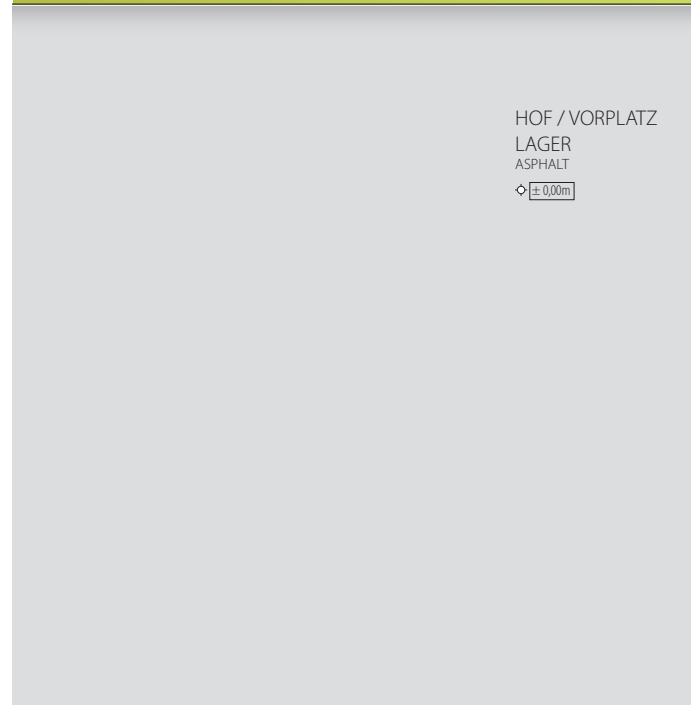 HOF / VORPLATZ
LAGER
ASPHALT
± 0,00m